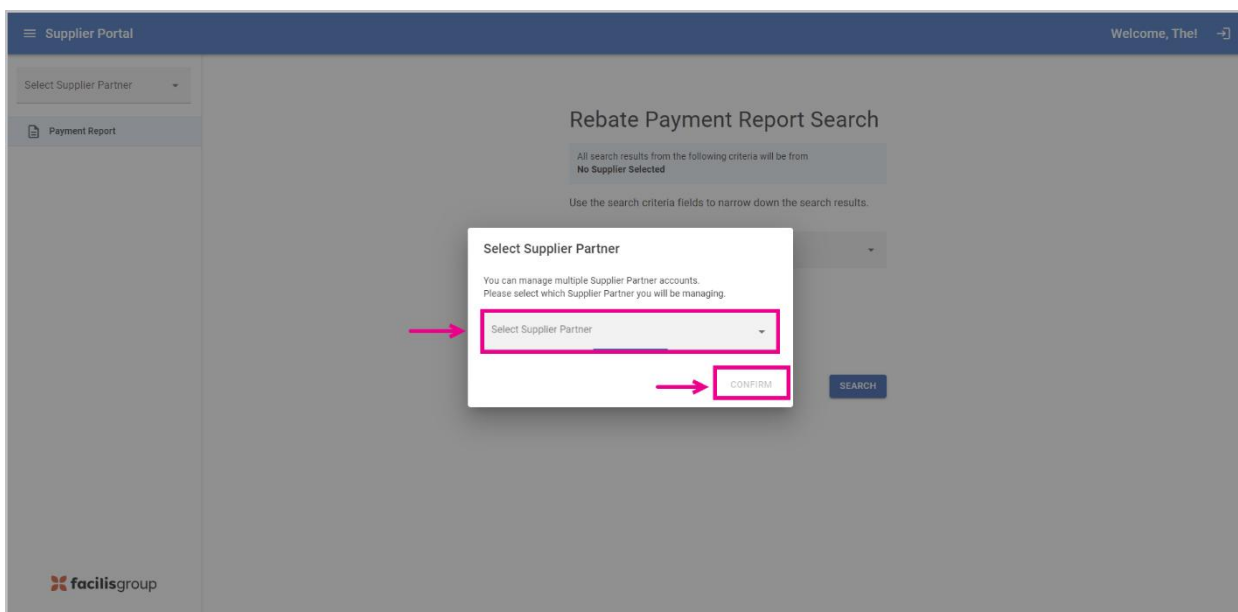 Supplier Portal
Welcome, The!
Select Supplier Partner
Payment Report
Rebate Payment Report Search
All search results from the following criteria will be from
No Supplier Selected
Use the search criteria fields to narrow down the search results.
Select Supplier Partner
You can manage multiple Supplier Partner accounts.
Please select which Supplier Partner you will be managing.
Select Supplier Partner
CONFIRM
SEARCH
facilisgroup